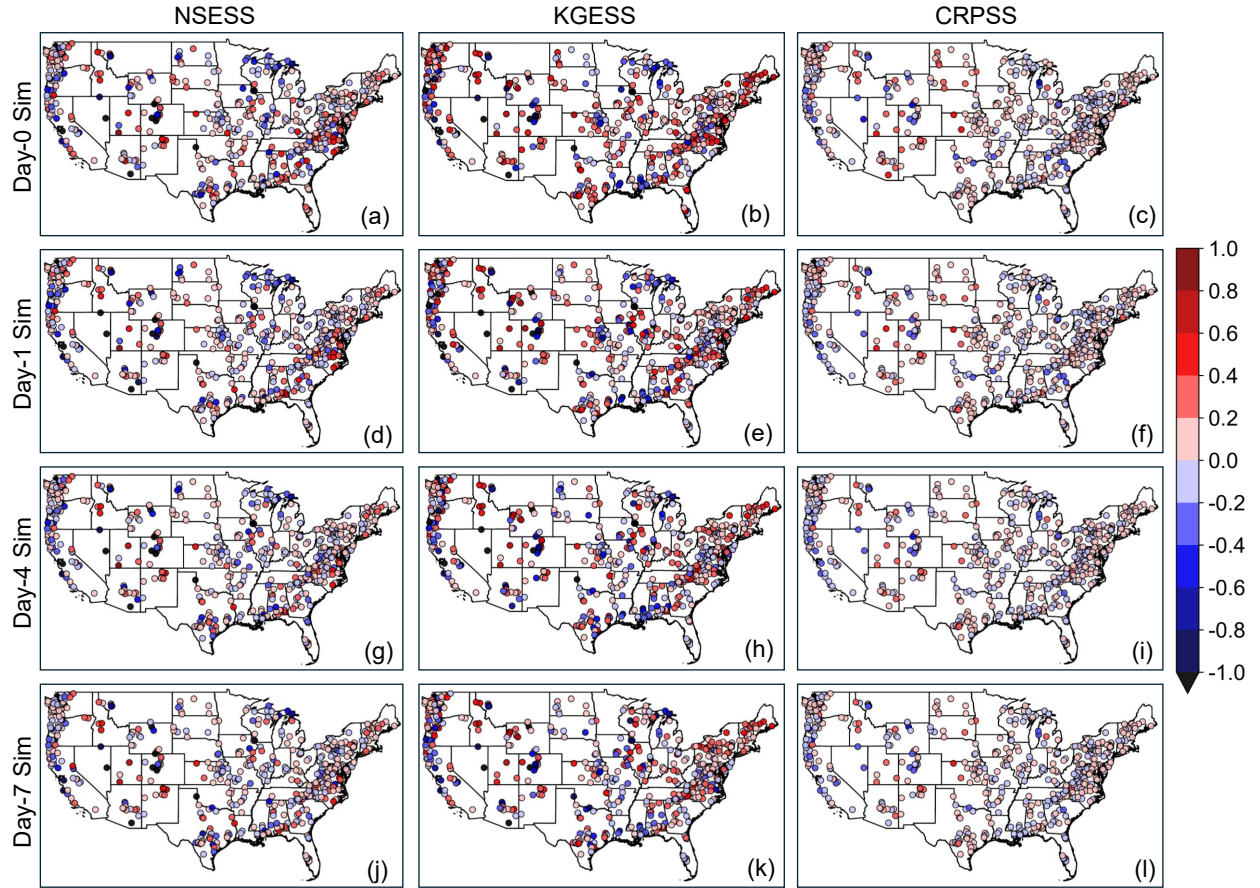 NSESS KGESS CRPSS
Day-0 Sim
(a) (b) (c)
Day-1 Sim
(d) (e) (f)
Day-4 Sim
(g) (h) (i)
Day-7 Sim
(j) (k) (l)
1.0
0.8
0.6
0.4
0.2
0.0
-0.2
-0.4
-0.6
-0.8
-1.0